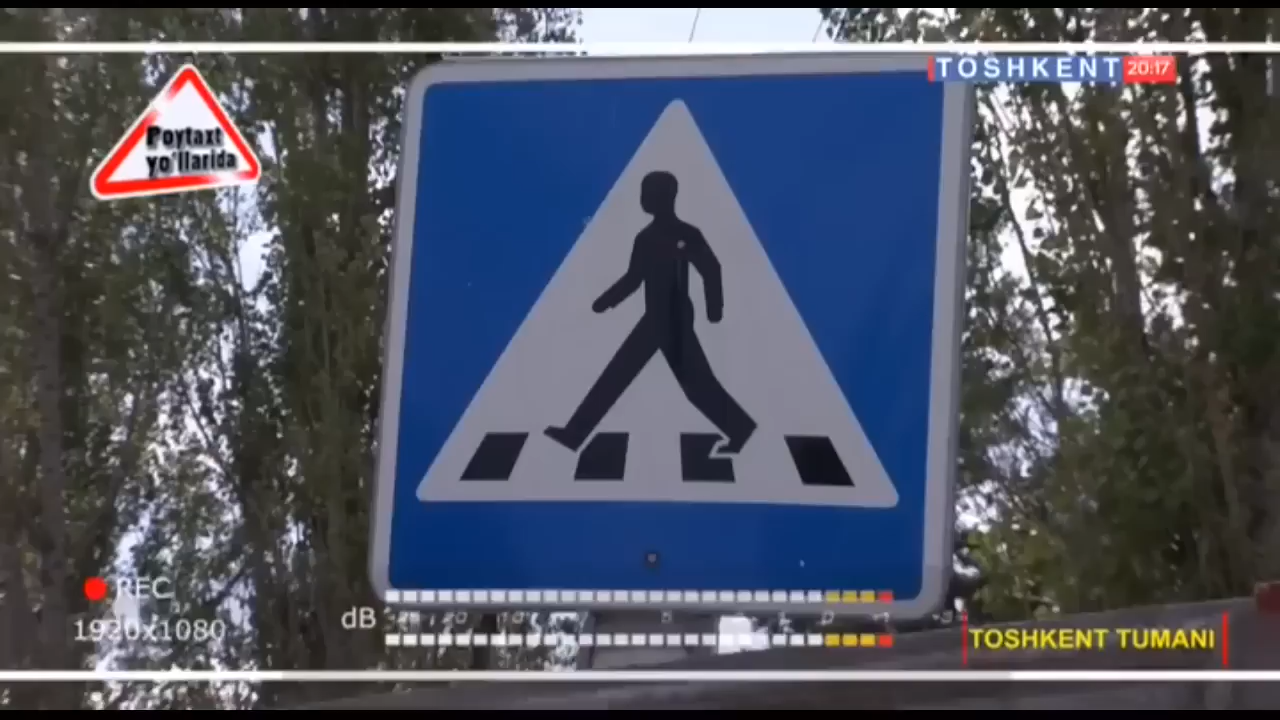 TOSHKENT 20:17
Poytaxt
yo'llarida
REC
1920x1080
dB
TOSHKENT TUMANI